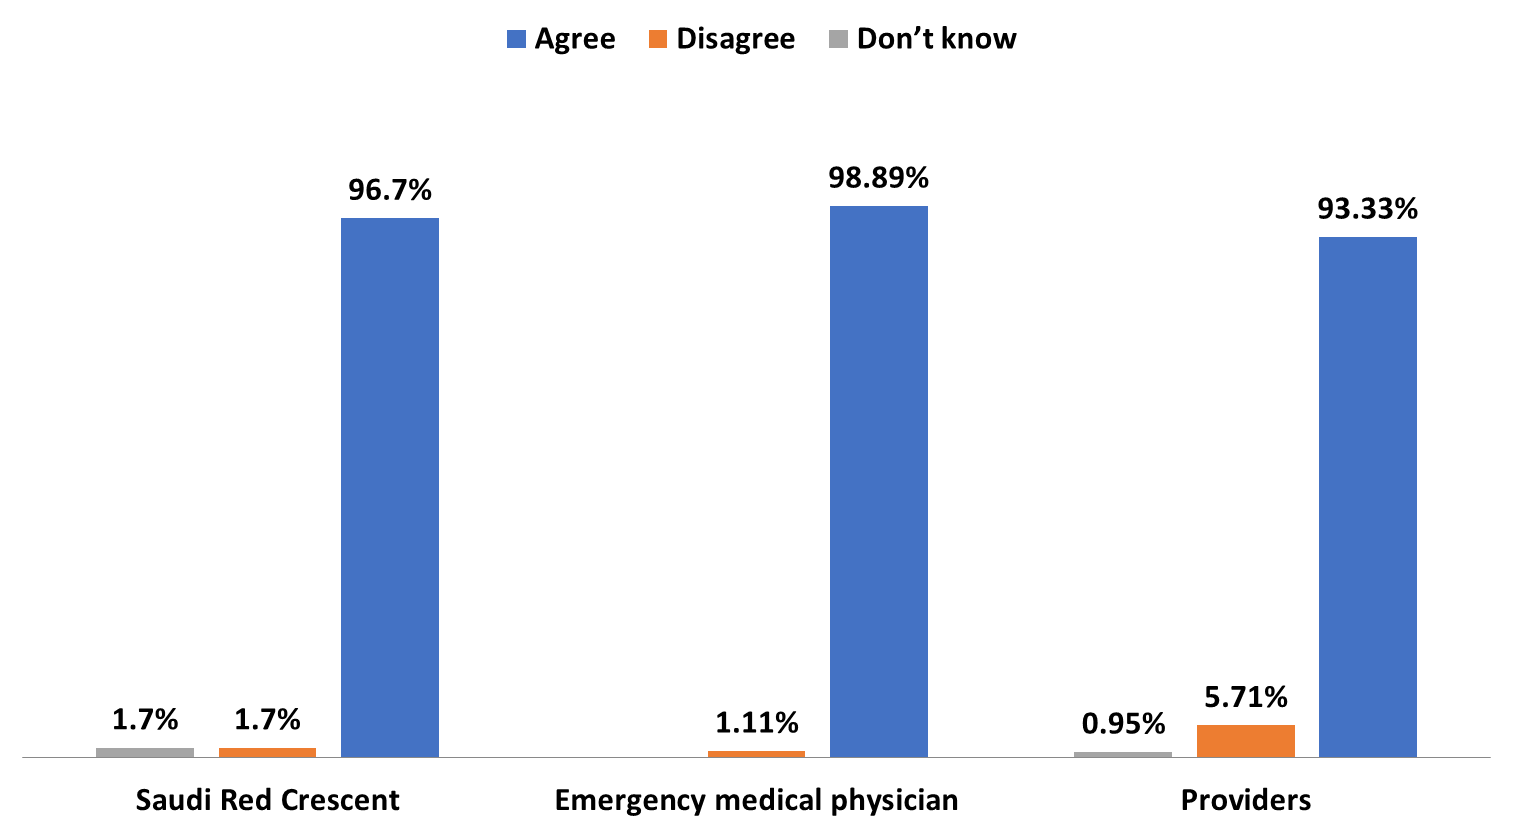 Agree Disagree Don’t know
96.7% 98.89% 93.33%
1.7% 1.7% 1.11% 0.95% 5.71%
Saudi Red Crescent Emergency medical physician Providers